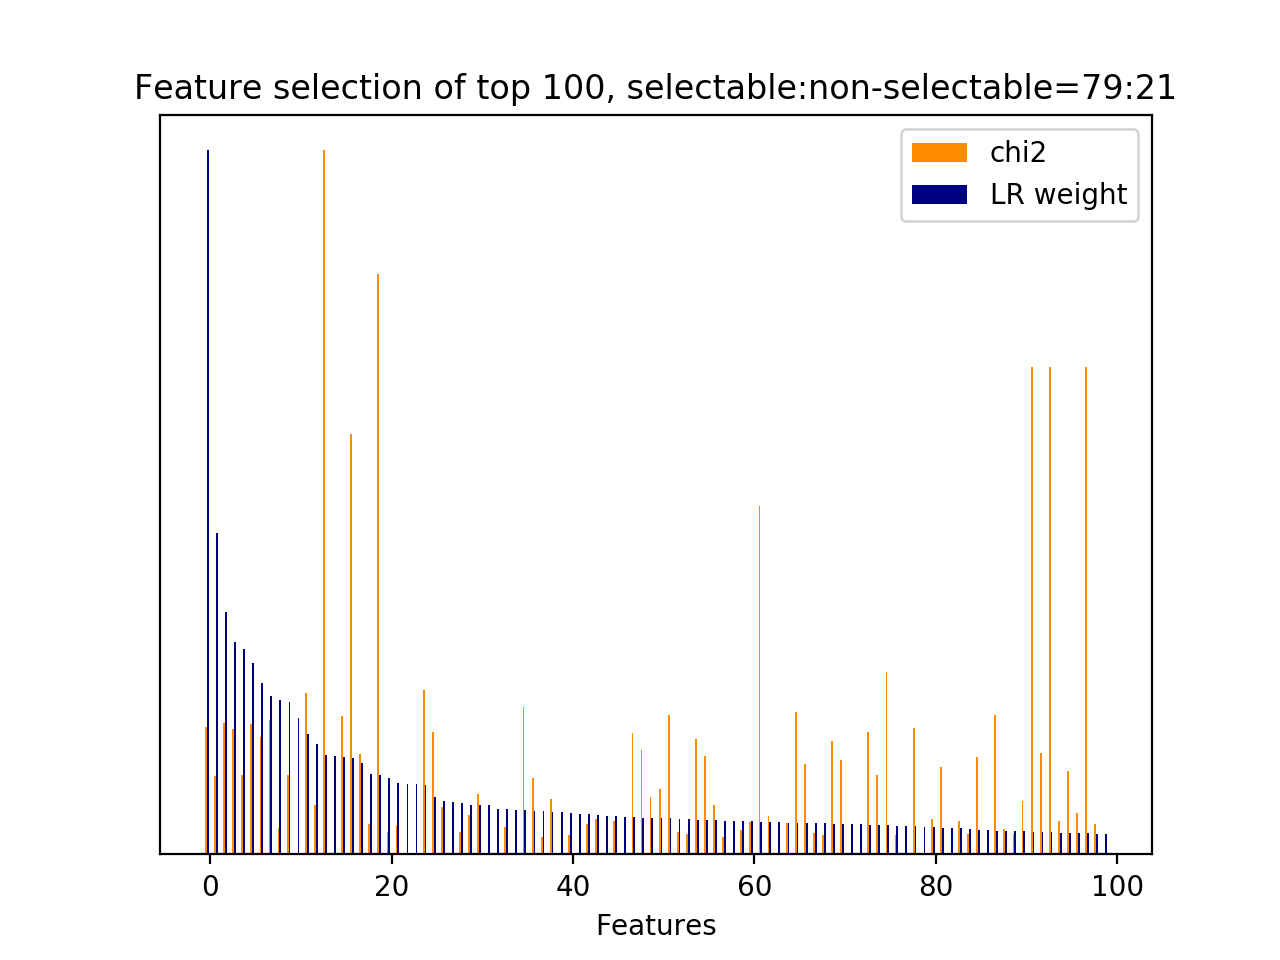 Feature selection of top 100, selectable:non-selectable=79:21
chi2
LR weight
0 20 40 60 80 100
Features